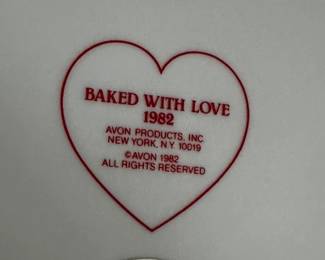 BAKED WITH LOVE
1982
AVON PRODUCTS, INC.
NEW YORK, N.Y. 10019
©AVON 1982
ALL RIGHTS RESERVED